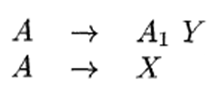 A → A₁ Y
A → X